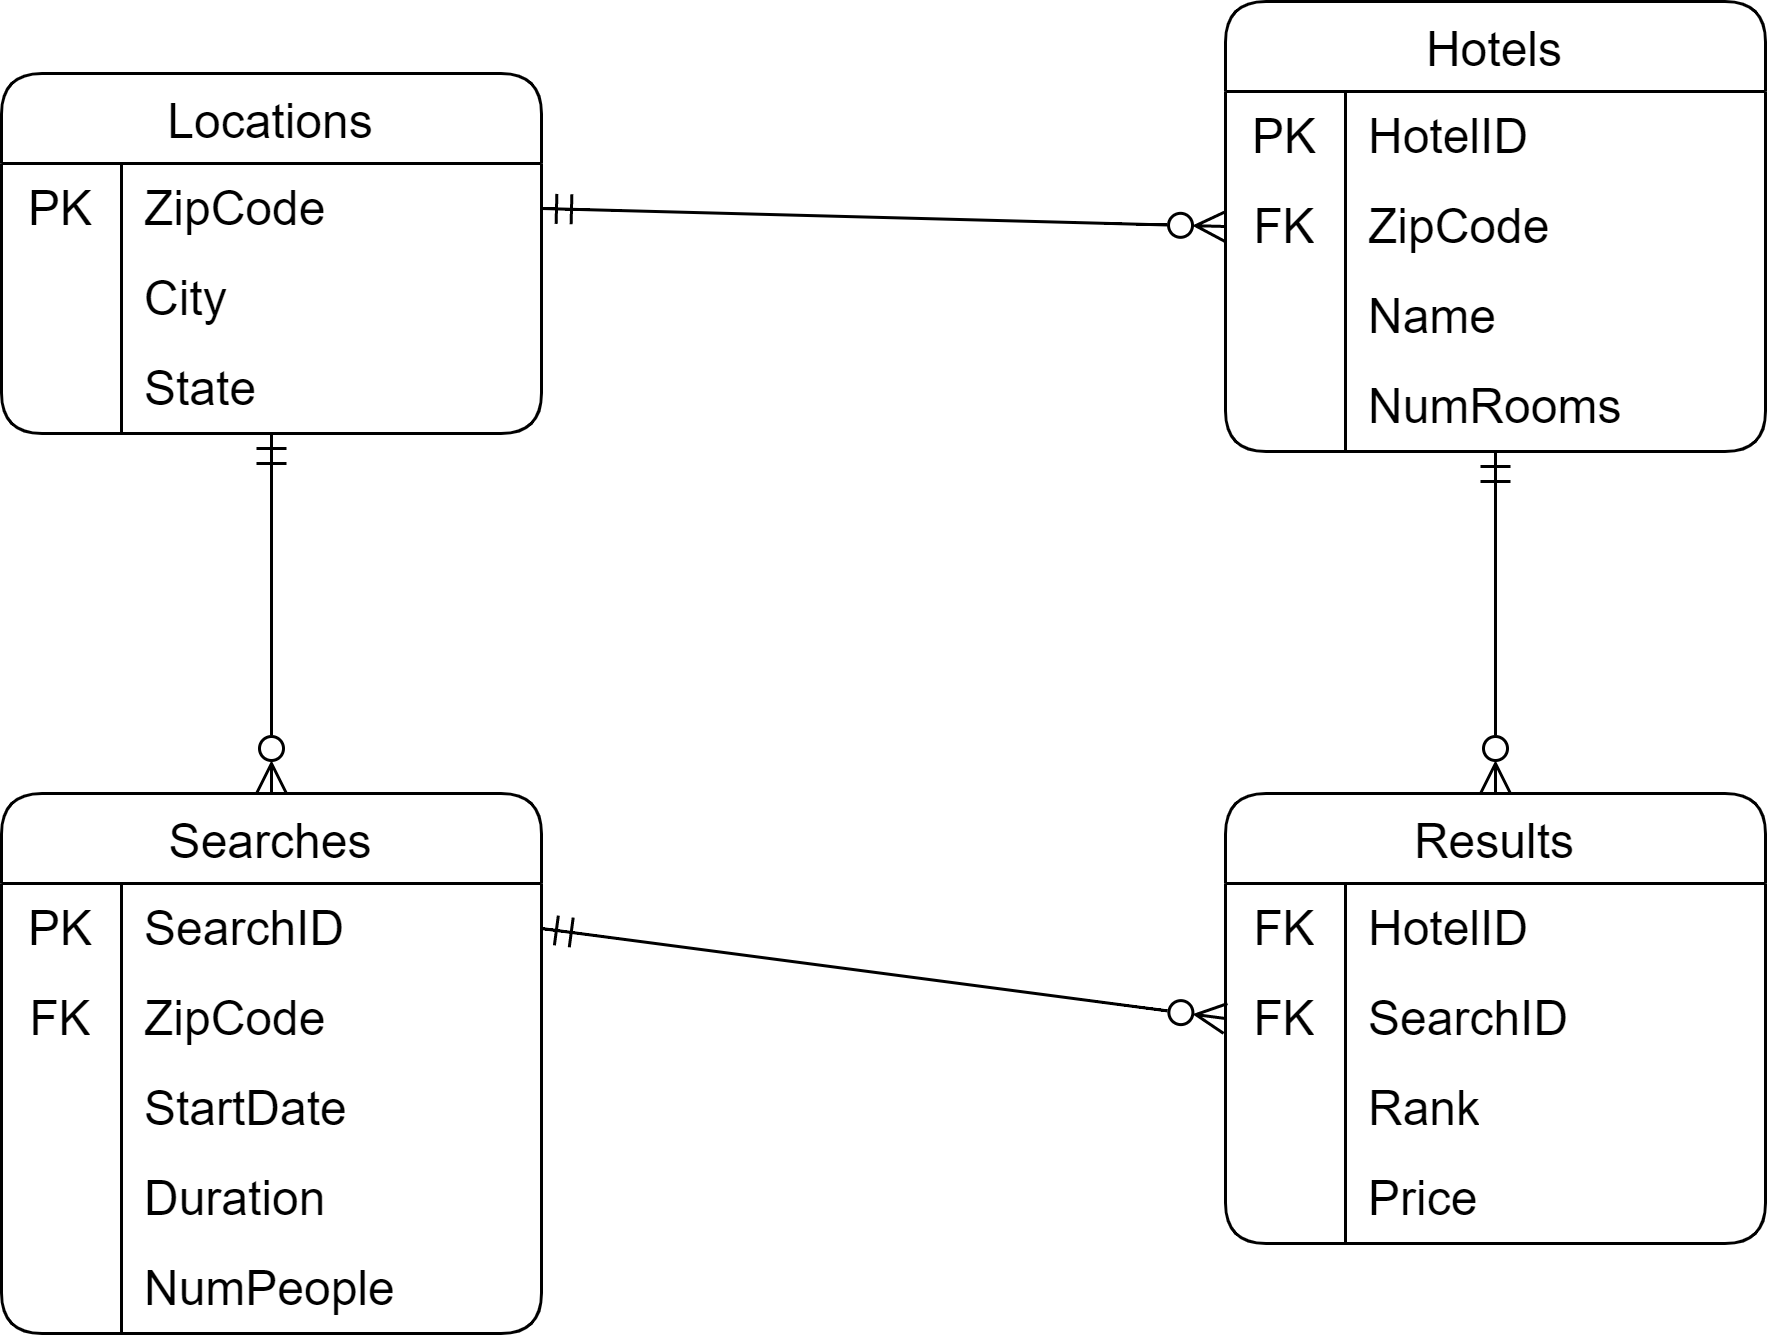 Locations
PK ZipCode
City
State
Hotels
PK HotelID
FK ZipCode
Name
NumRooms
Searches
PK SearchID
FK ZipCode
StartDate
Duration
NumPeople
Results
FK HotelID
FK SearchID
Rank
Price